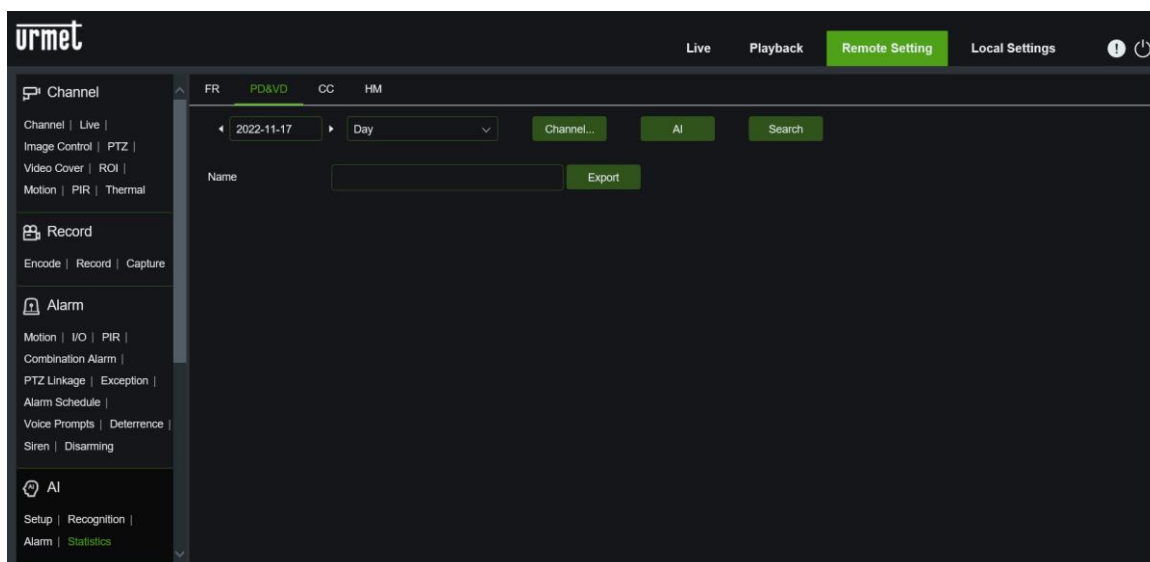 urmet
Live Playback Remote Setting Local Settings
Channel
Channel | Live |
Image Control | PTZ |
Video Cover | ROI |
Motion | PIR | Thermal
Record
Encode | Record | Capture
Alarm
Motion | I/O | PIR |
Combination Alarm |
PTZ Linkage | Exception |
Alarm Schedule |
Voice Prompts | Deterrence |
Siren | Disarming
AI
Setup | Recognition |
Alarm | Statistics
FR PD&VD CC HM
2022-11-17 Day Channel... AI Search
Name Export